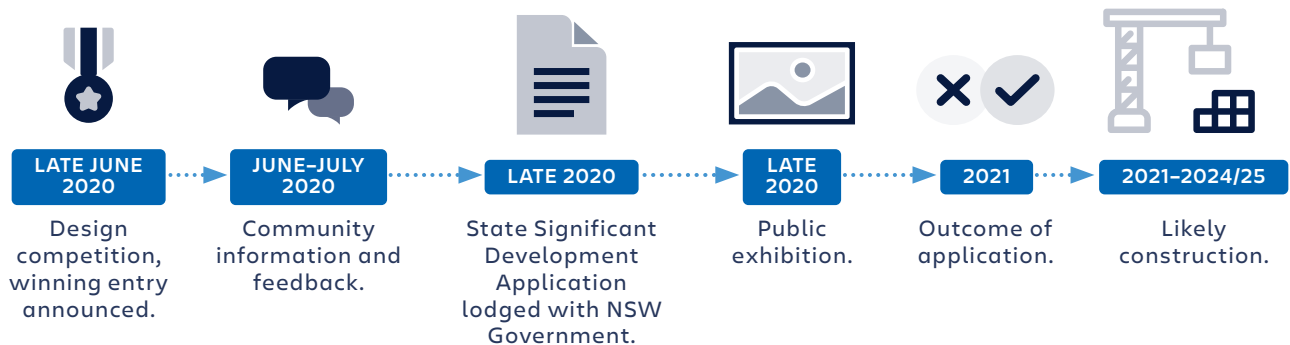 LATE JUNE
2020
Design
competition,
winning entry
announced.
JUNE–JULY
2020
Community
information and
feedback.
LATE 2020
State Significant
Development
Application
lodged with NSW
Government.
LATE
2020
Public
exhibition.
2021
Outcome of
application.
2021–2024/25
Likely
construction.